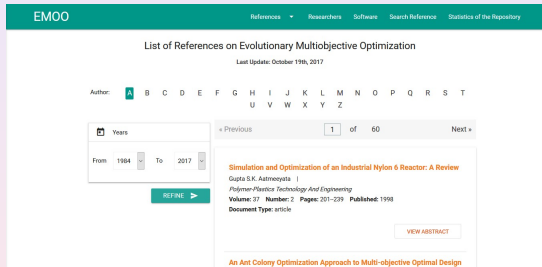 EMOO References Researchers Software Search Reference Statistics of the Repository
List of References on Evolutionary Multiobjective Optimization
Last Update: October 19th, 2017
Author: A B C D E F G H I J K L M N O P Q R S T
U V W X Y Z
Years
« Previous 1 of 60 Next »
From 1984 To 2017
REFINE
Simulation and Optimization of an Industrial Nylon 6 Reactor: A Review
Gupta S.K. Aatmeeyata |
Polymer-Plastics Technology And Engineering
Volume: 37 Number: 2 Pages: 201–239 Published: 1998
Document Type: article
VIEW ABSTRACT
An Ant Colony Optimization Approach to Multi-objective Optimal Design